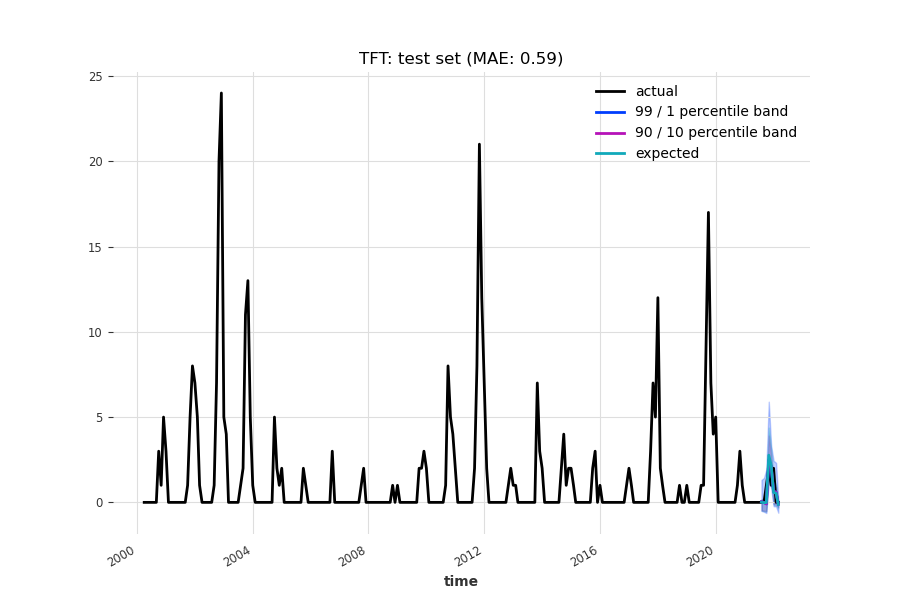 TFT: test set (MAE: 0.59)
25
20
15
10
5
0
actual
99 / 1 percentile band
90 / 10 percentile band
expected
2000
2004
2008
2012
2016
2020
time